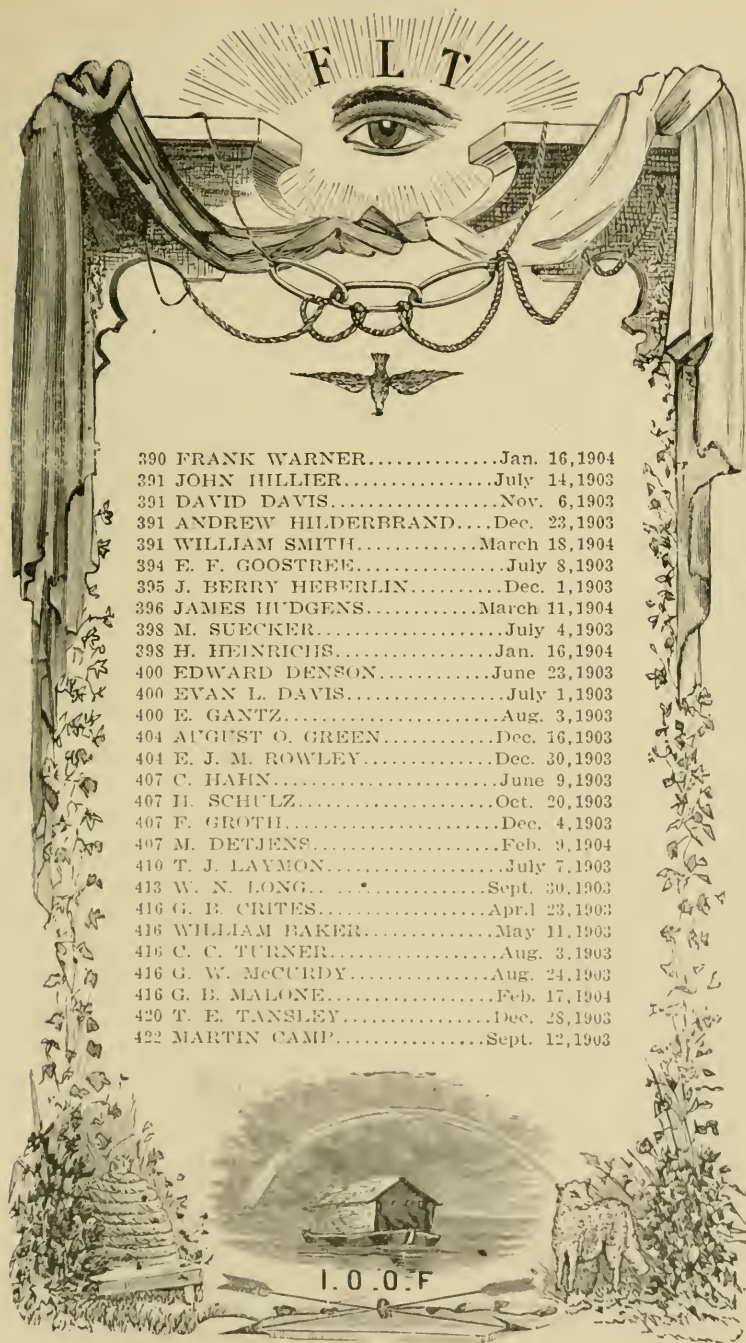 F L T
390 FRANK WARNER..............Jan. 16,1904
391 JOHN HILLIER................July 14,1903
391 DAVID DAVIS..................Nov. 6,1903
391 ANDREW HILDERBRAND....Dec. 23,1903
391 WILLIAM SMITH.............March 18,1904
394 E. F. GOOSTREE................July 8,1903
395 J. BERRY HEBERLIN..........Dec. 1,1903
396 JAMES HUDGENS............March 11,1904
398 M. SUECKER....................July 4,1903
398 H. HEINRICHS.................Jan. 16,1904
400 EDWARD DENSON............June 23,1903
400 EVAN L. DAVIS.................July 1,1903
400 E. GANTZ.......................Aug. 3,1903
404 AUGUST O. GREEN............Dec. 16,1903
404 E. J. M. ROWLEY..............Dec. 30,1903
407 C. HAHN........................June 9,1903
407 H. SCHULZ.....................Oct. 20,1903
407 F. GROTH.......................Dec. 4,1903
407 M. DETJENS....................Feb. 9,1904
410 T. J. LAYMON..................July 7,1903
413 W. N. LONG.. ..................Sept. 30,1903
416 G. B. CRITES...................Apr.l 23,1903
416 WILLIAM BAKER..............May 11,1903
416 C. C. TURNER..................Aug. 3,1903
416 G. W. McCURDY...............Aug. 24,1903
416 G. B. MALONE..................Feb. 17,1904
420 T. E. TANSLEY.................Dec. 28,1903
422 MARTIN CAMP.................Sept. 12,1903
I.O.O.F